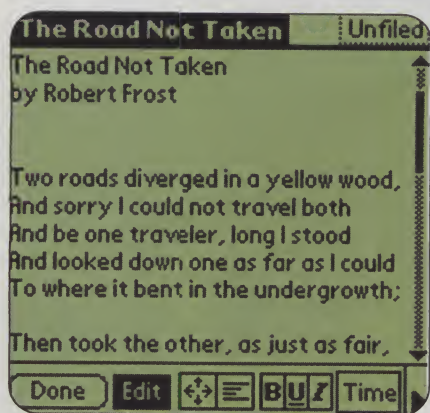 The Road Not Taken Unfiled
The Road Not Taken
by Robert Frost
Two roads diverged in a yellow wood,
And sorry I could not travel both
And be one traveler, long I stood
And looked down one as far as I could
To where it bent in the undergrowth;
Then took the other, as just as fair,
Done Edit B U I Time